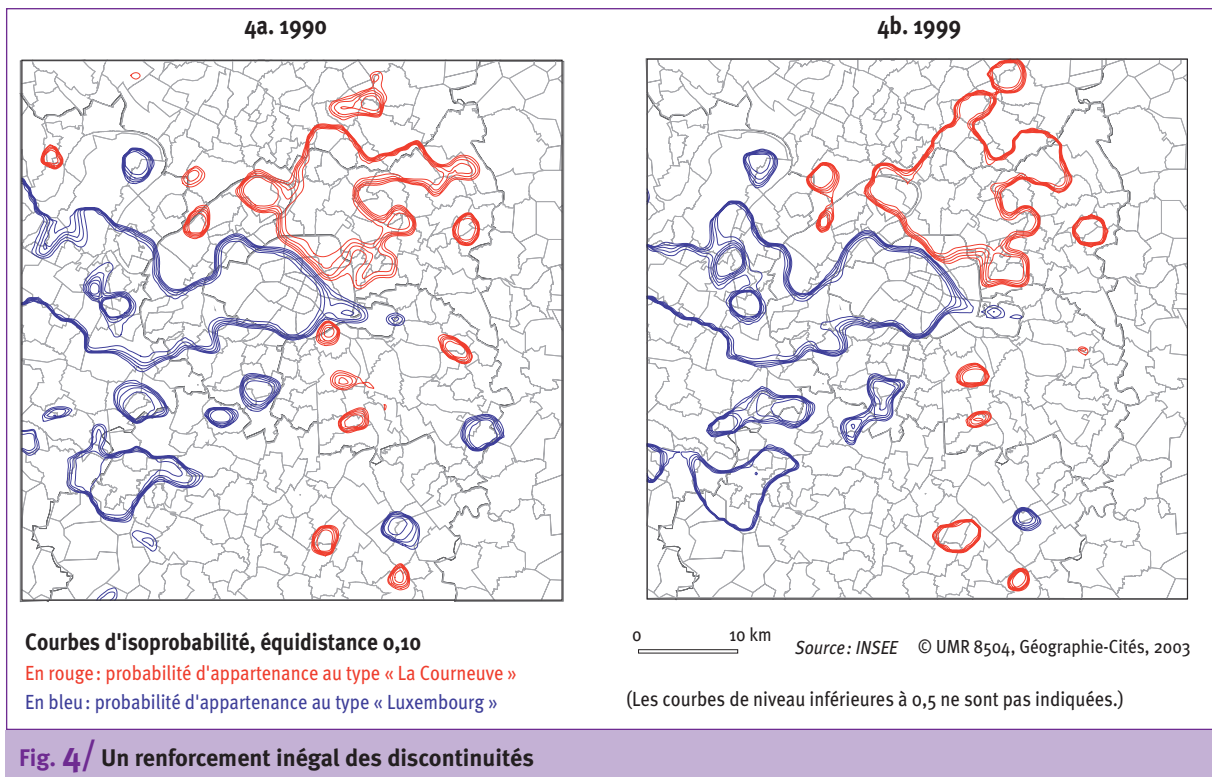 4a. 1990
4b. 1999
Courbes d'isoprobabilité, équidistance 0,10
En rouge : probabilité d'appartenance au type « La Courneuve »
En bleu : probabilité d'appartenance au type « Luxembourg »
0 10 km
Source : INSEE © UMR 8504, Géographie-Cités, 2003
(Les courbes de niveau inférieures à 0,5 ne sont pas indiquées.)
Fig. 4/ Un renforcement inégal des discontinuités